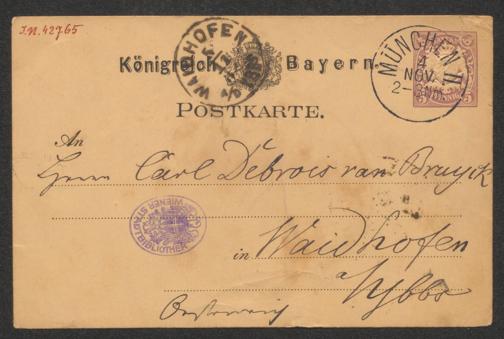 I.N. 42765
WAIDHOFEN
Königreich Bayern.
MÜNCHEN II.
4
NOV.
POSTKARTE.
An
Herrn Carl Debrois van Bruyck
WIENER STADTBIBLIOTHEK
in Waidhofen
a/Ybbs
Oesterreich